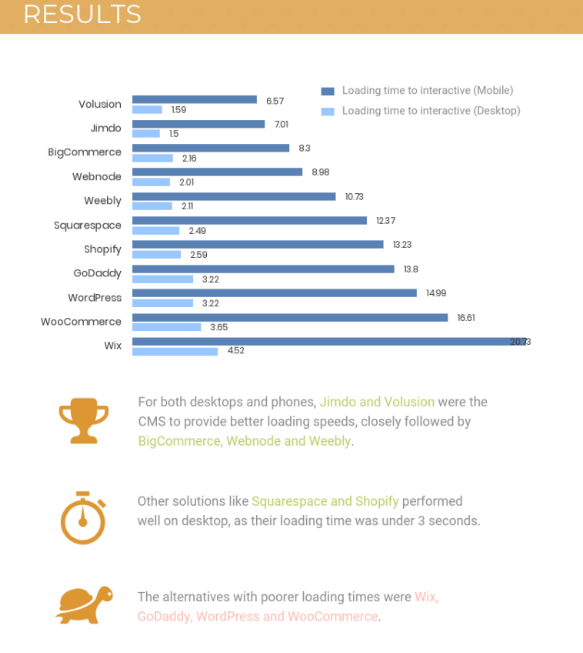 RESULTS
Loading time to interactive (Mobile)
Loading time to interactive (Desktop)
Volusion 6.57
1.59
Jimdo 7.01
1.5
BigCommerce 8.3
2.16
Webnode 8.98
2.01
Weebly 10.73
2.11
Squarespace 12.37
2.49
Shopify 13.23
2.59
GoDaddy 13.8
3.22
WordPress 14.99
3.22
WooCommerce 16.61
3.65
Wix 20.73
4.52
For both desktops and phones, Jimdo and Volusion were the
CMS to provide better loading speeds, closely followed by
BigCommerce, Webnode and Weebly.
Other solutions like Squarespace and Shopify performed
well on desktop, as their loading time was under 3 seconds.
The alternatives with poorer loading times were Wix,
GoDaddy, WordPress and WooCommerce.